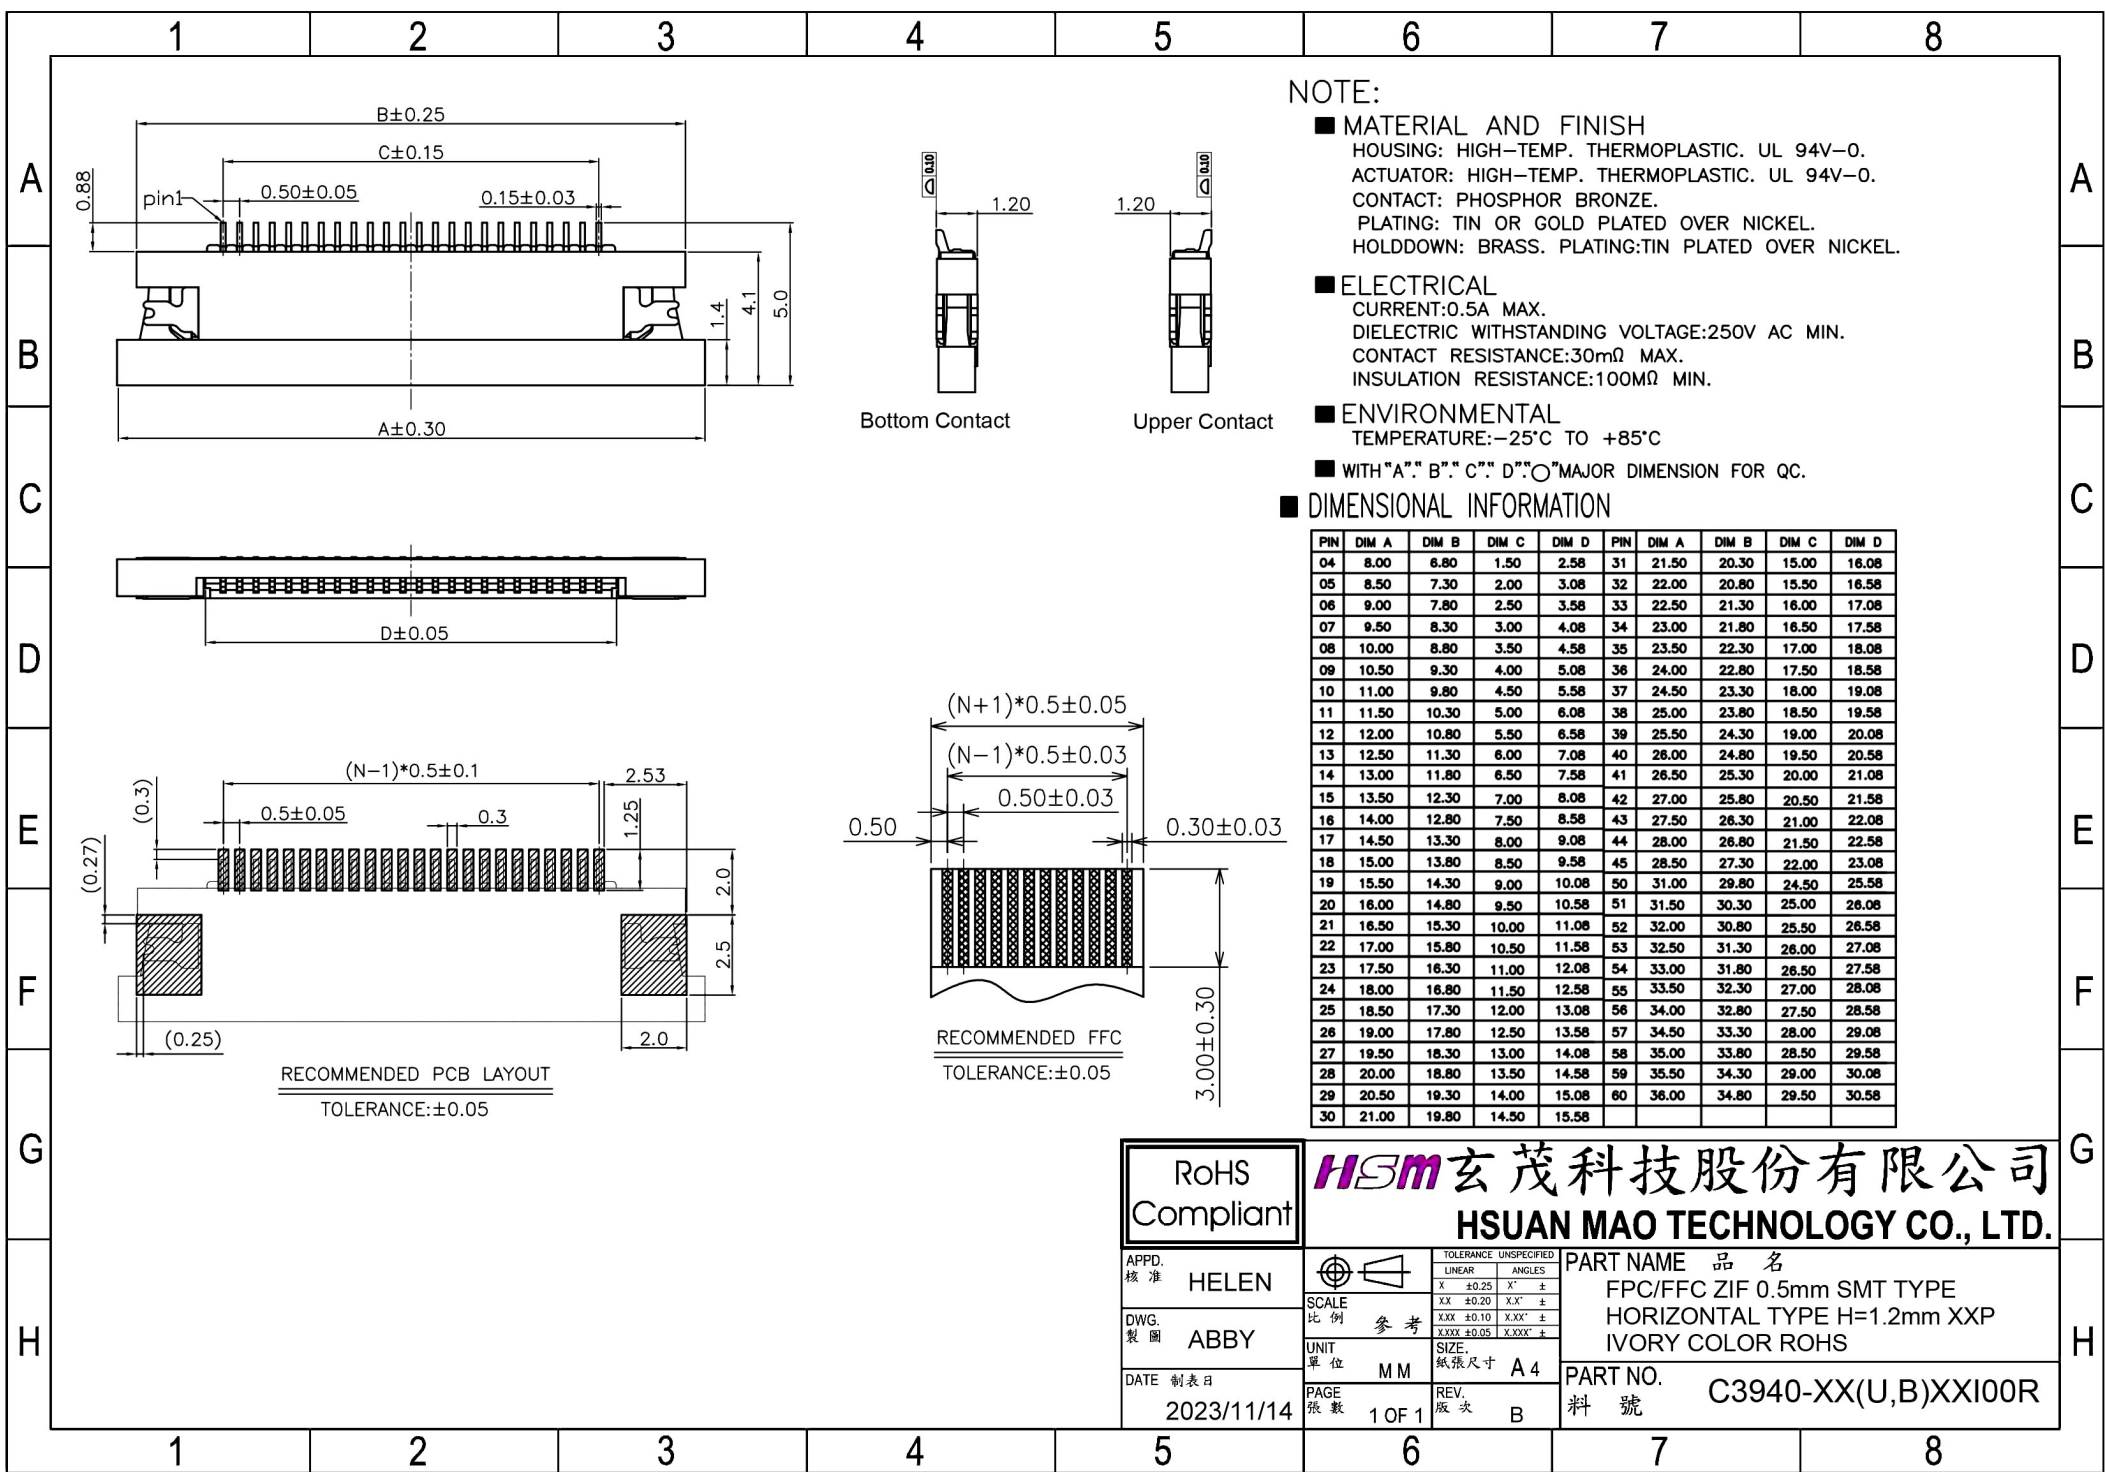 1 2 3 4 5 6 7 8
A B C D E F G H
B±0.25
C±0.15
0.88
pin1
0.50±0.05
0.15±0.03
1.4
4.1
5.0
A±0.30
0.10
1.20
Bottom Contact
0.10
1.20
Upper Contact
D±0.05
(N-1)*0.5±0.1
2.53
(0.3)
0.5±0.05
0.3
1.25
(0.27)
2.0
2.5
(0.25)
2.0
RECOMMENDED PCB LAYOUT
TOLERANCE:±0.05
(N+1)*0.5±0.05
(N-1)*0.5±0.03
0.50±0.03
0.50
0.30±0.03
3.00±0.30
RECOMMENDED FFC
TOLERANCE:±0.05
NOTE:
■ MATERIAL AND FINISH
HOUSING: HIGH-TEMP. THERMOPLASTIC. UL 94V-0.
ACTUATOR: HIGH-TEMP. THERMOPLASTIC. UL 94V-0.
CONTACT: PHOSPHOR BRONZE.
PLATING: TIN OR GOLD PLATED OVER NICKEL.
HOLDDOWN: BRASS. PLATING:TIN PLATED OVER NICKEL.
■ ELECTRICAL
CURRENT:0.5A MAX.
DIELECTRIC WITHSTANDING VOLTAGE:250V AC MIN.
CONTACT RESISTANCE:30mΩ MAX.
INSULATION RESISTANCE:100MΩ MIN.
■ ENVIRONMENTAL
TEMPERATURE:-25°C TO +85°C
■ WITH "A"." B"." C"." D"."○"MAJOR DIMENSION FOR QC.
■ DIMENSIONAL INFORMATION
PIN DIM A DIM B DIM C DIM D PIN DIM A DIM B DIM C DIM D
04 8.00 6.80 1.50 2.58 31 21.50 20.30 15.00 16.08
05 8.50 7.30 2.00 3.08 32 22.00 20.80 15.50 16.58
06 9.00 7.80 2.50 3.58 33 22.50 21.30 16.00 17.08
07 9.50 8.30 3.00 4.08 34 23.00 21.80 16.50 17.58
08 10.00 8.80 3.50 4.58 35 23.50 22.30 17.00 18.08
09 10.50 9.30 4.00 5.08 36 24.00 22.80 17.50 18.58
10 11.00 9.80 4.50 5.58 37 24.50 23.30 18.00 19.08
11 11.50 10.30 5.00 6.08 38 25.00 23.80 18.50 19.58
12 12.00 10.80 5.50 6.58 39 25.50 24.30 19.00 20.08
13 12.50 11.30 6.00 7.08 40 26.00 24.80 19.50 20.58
14 13.00 11.80 6.50 7.58 41 26.50 25.30 20.00 21.08
15 13.50 12.30 7.00 8.08 42 27.00 25.80 20.50 21.58
16 14.00 12.80 7.50 8.58 43 27.50 26.30 21.00 22.08
17 14.50 13.30 8.00 9.08 44 28.00 26.80 21.50 22.58
18 15.00 13.80 8.50 9.58 45 28.50 27.30 22.00 23.08
19 15.50 14.30 9.00 10.08 50 31.00 29.80 24.50 25.58
20 16.00 14.80 9.50 10.58 51 31.50 30.30 25.00 26.08
21 16.50 15.30 10.00 11.08 52 32.00 30.80 25.50 26.58
22 17.00 15.80 10.50 11.58 53 32.50 31.30 26.00 27.08
23 17.50 16.30 11.00 12.08 54 33.00 31.80 26.50 27.58
24 18.00 16.80 11.50 12.58 55 33.50 32.30 27.00 28.08
25 18.50 17.30 12.00 13.08 56 34.00 32.80 27.50 28.58
26 19.00 17.80 12.50 13.58 57 34.50 33.30 28.00 29.08
27 19.50 18.30 13.00 14.08 58 35.00 33.80 28.50 29.58
28 20.00 18.80 13.50 14.58 59 35.50 34.30 29.00 30.08
29 20.50 19.30 14.00 15.08 60 36.00 34.80 29.50 30.58
30 21.00 19.80 14.50 15.58
RoHS
Compliant
HSM 玄茂科技股份有限公司
HSUAN MAO TECHNOLOGY CO., LTD.
APPD.
核准 HELEN
DWG.
製圖 ABBY
DATE 制表日
2023/11/14
SCALE
比例 參考
UNIT
單位 MM
PAGE
張數 1 OF 1
TOLERANCE UNSPECIFIED
LINEAR ANGLES
X ±0.25 X° ±
X.X ±0.20 X.X° ±
X.XX ±0.10 X.XX° ±
X.XXX ±0.05 X.XXX° ±
SIZE.
紙張尺寸 A4
REV.
版次 B
PART NAME 品名
FPC/FFC ZIF 0.5mm SMT TYPE
HORIZONTAL TYPE H=1.2mm XXP
IVORY COLOR ROHS
PART NO.
料號 C3940-XX(U,B)XXI00R
A B C D E F G H
1 2 3 4 5 6 7 8